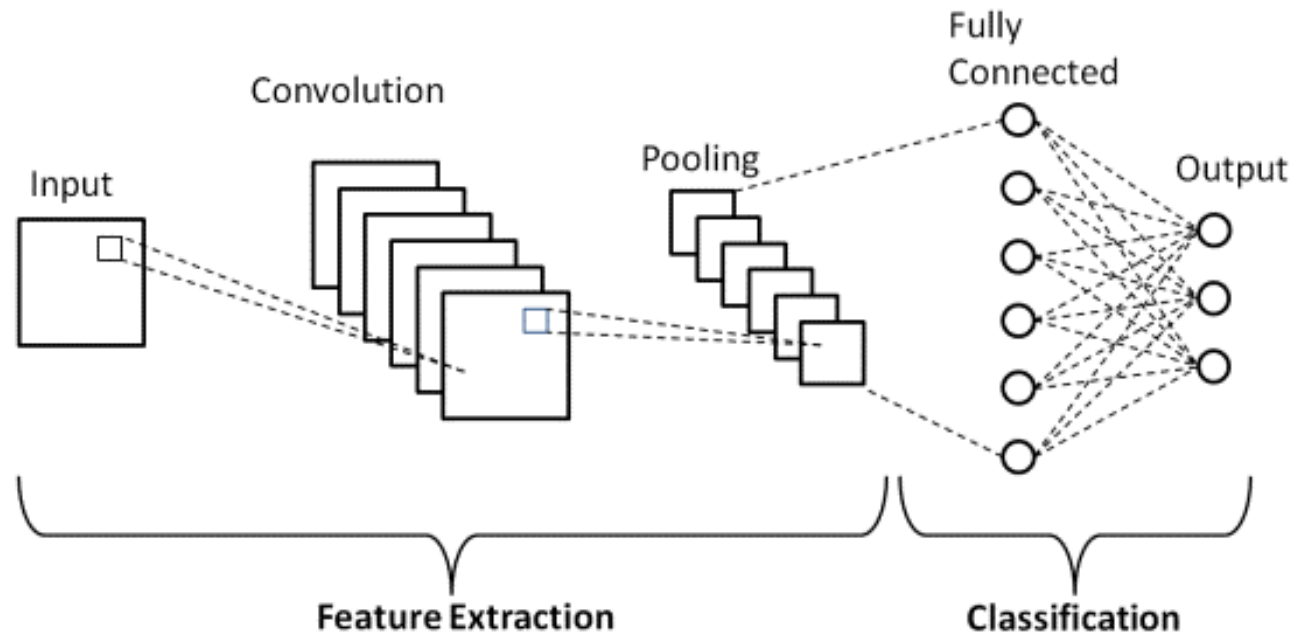 Fully
Connected
Convolution
Pooling
Input
Output
Feature Extraction
Classification